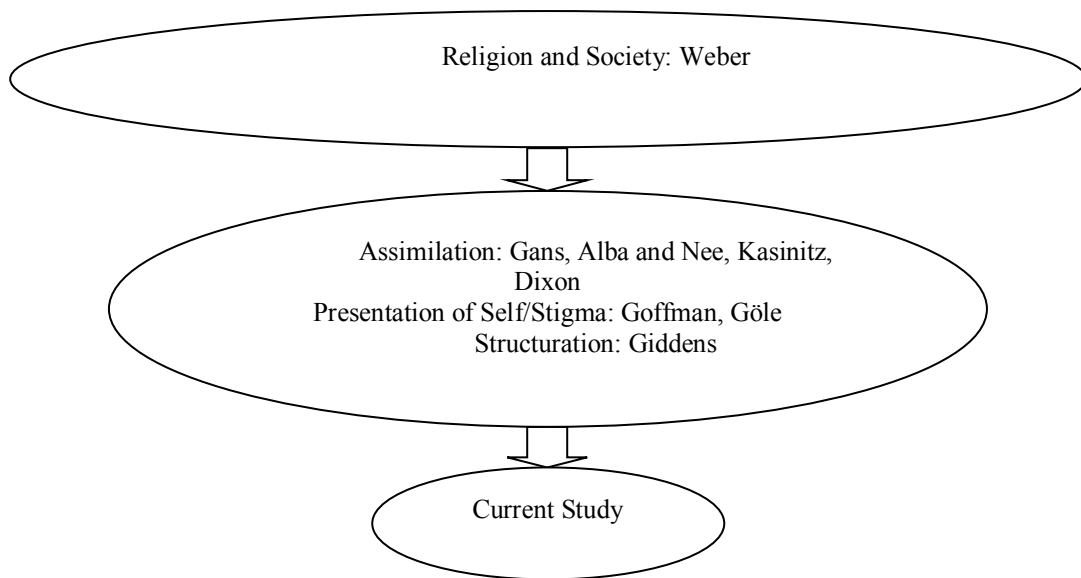 Religion and Society: Weber
Assimilation: Gans, Alba and Nee, Kasinitz,
Dixon
Presentation of Self/Stigma: Goffman, Göle
Structuration: Giddens
Current Study